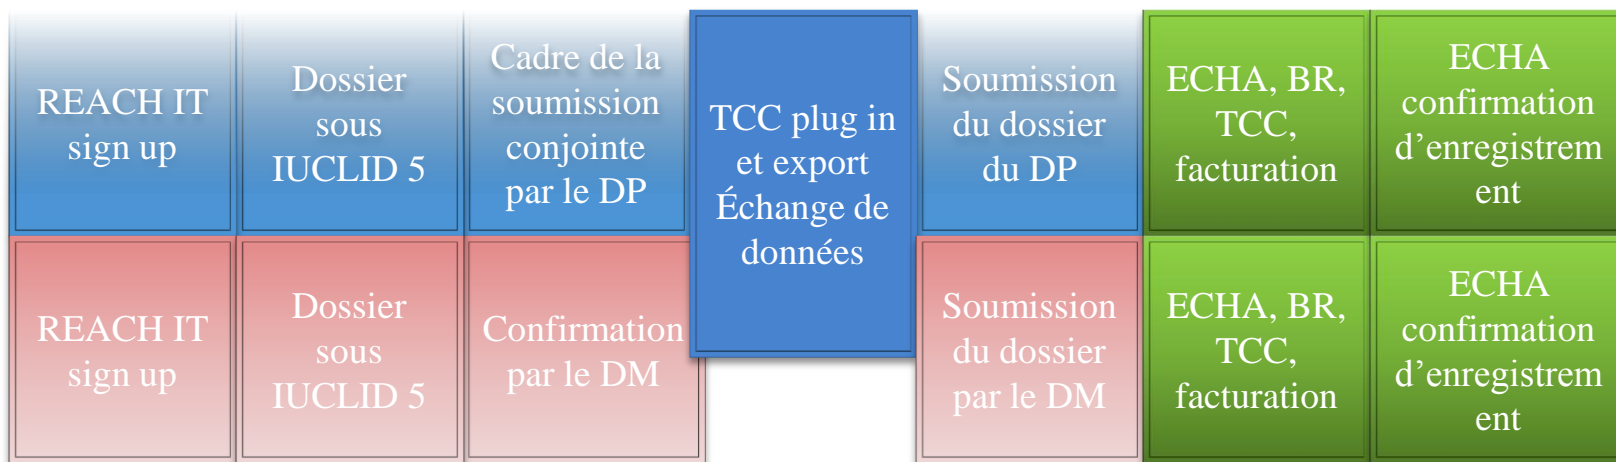 REACH IT
sign up
Dossier
sous
IUCLID 5
Cadre de la
soumission
conjointe
par le DP
TCC plug in
et export
Échange de
données
Soumission
du dossier
du DP
ECHA, BR,
TCC,
facturation
ECHA
confirmation
d’enregistrem
ent
REACH IT
sign up
Dossier
sous
IUCLID 5
Confirmation
par le DM
Soumission
du dossier
par le DM
ECHA, BR,
TCC,
facturation
ECHA
confirmation
d’enregistrem
ent